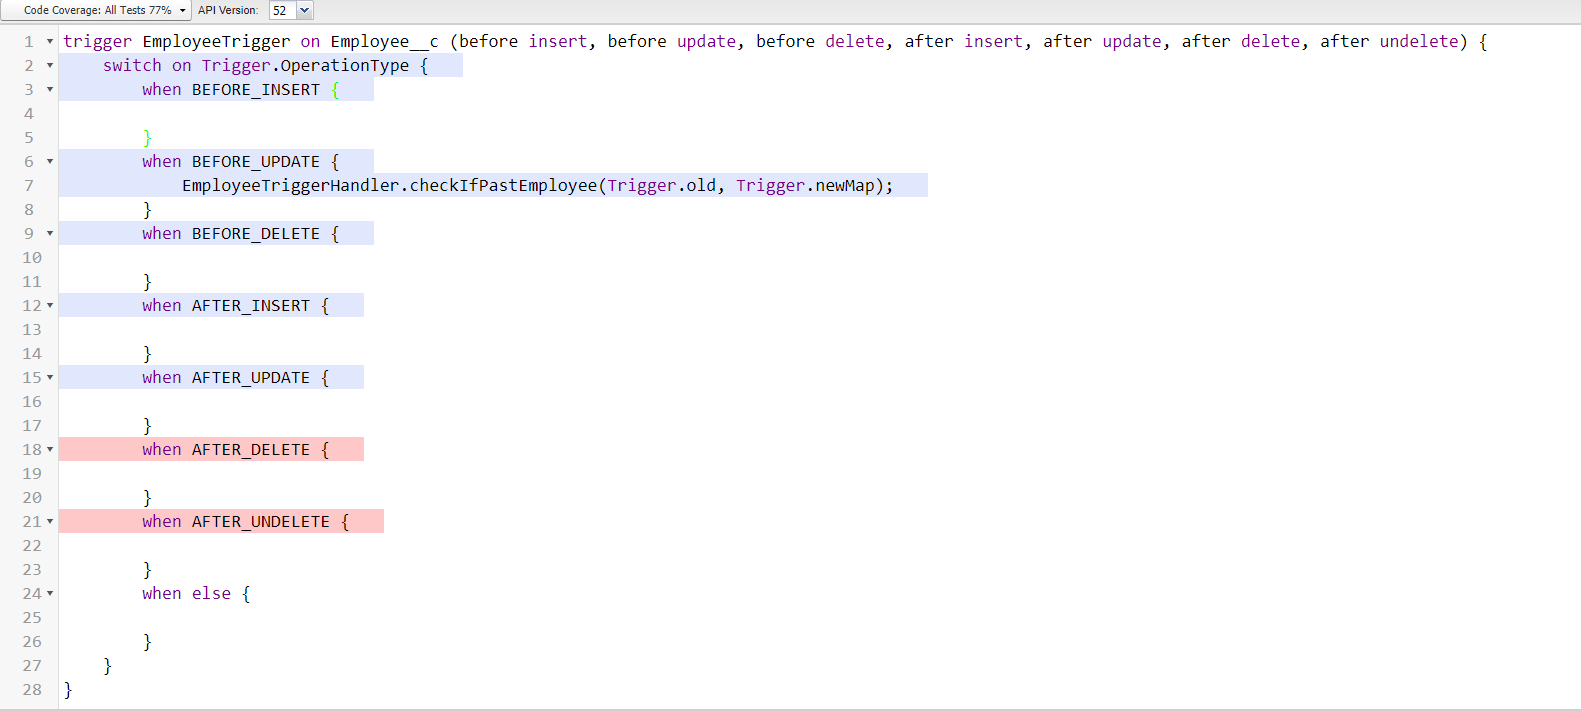 Code Coverage: All Tests 77% API Version: 52
1 trigger EmployeeTrigger on Employee__c (before insert, before update, before delete, after insert, after update, after delete, after undelete) {
2 switch on Trigger.OperationType {
3 when BEFORE_INSERT {
4
5 }
6 when BEFORE_UPDATE {
7 EmployeeTriggerHandler.checkIfPastEmployee(Trigger.old, Trigger.newMap);
8 }
9 when BEFORE_DELETE {
10
11 }
12 when AFTER_INSERT {
13
14 }
15 when AFTER_UPDATE {
16
17 }
18 when AFTER_DELETE {
19
20 }
21 when AFTER_UNDELETE {
22
23 }
24 when else {
25
26 }
27 }
28 }